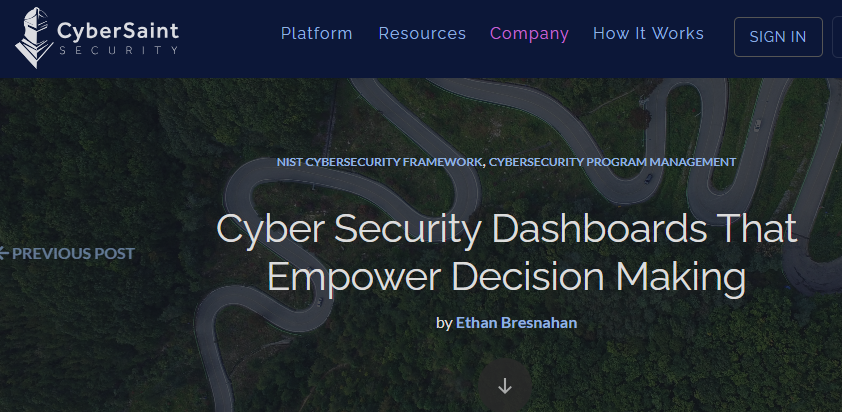 CyberSaint
SECURITY
Platform
Resources
Company
How It Works
SIGN IN
NIST CYBERSECURITY FRAMEWORK, CYBERSECURITY PROGRAM MANAGEMENT
PREVIOUS POST
Cyber Security Dashboards That
Empower Decision Making
by Ethan Bresnahan